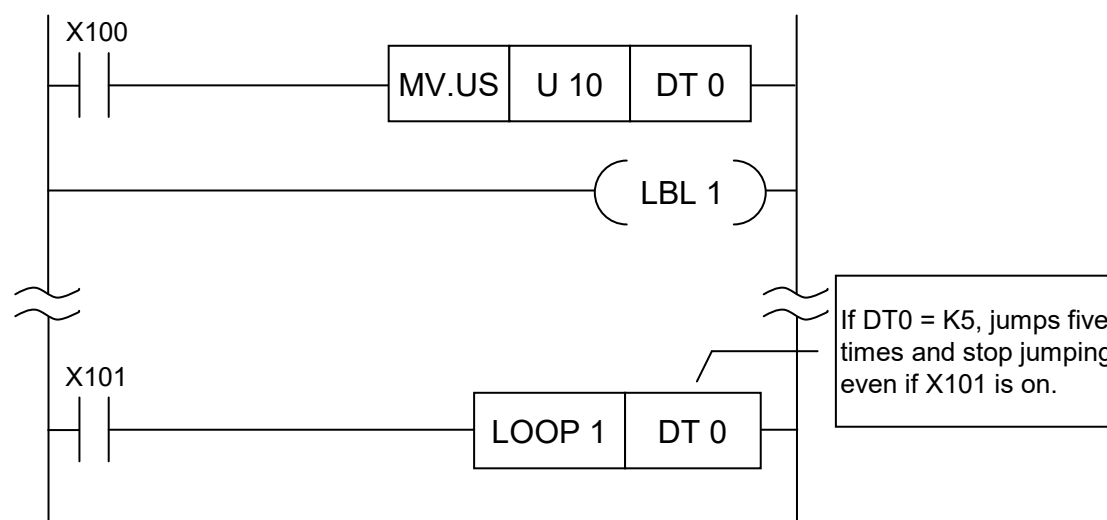 X100
MV.US U 10 DT 0
LBL 1
If DT0 = K5, jumps five
times and stop jumping
even if X101 is on.
X101
LOOP 1 DT 0